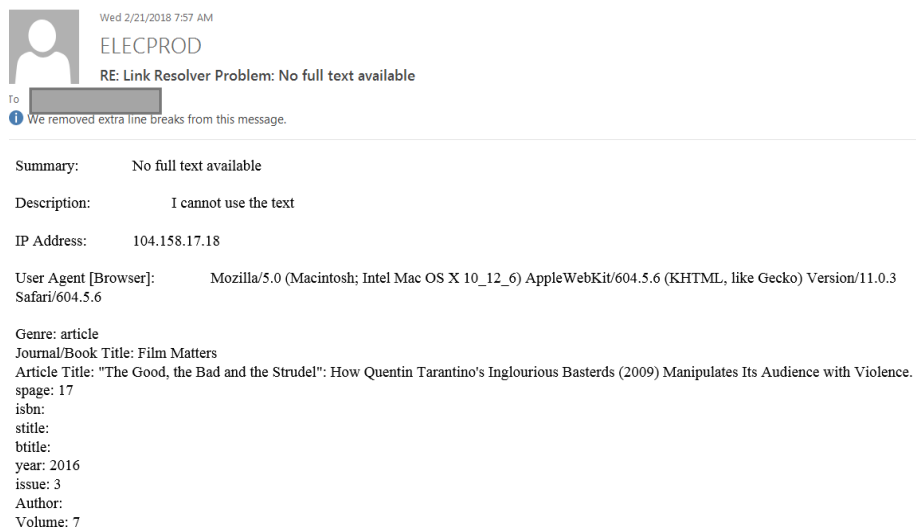 Wed 2/21/2018 7:57 AM
ELECPROD
RE: Link Resolver Problem: No full text available
To
We removed extra line breaks from this message.
Summary: No full text available
Description: I cannot use the text
IP Address: 104.158.17.18
User Agent [Browser]: Mozilla/5.0 (Macintosh; Intel Mac OS X 10_12_6) AppleWebKit/604.5.6 (KHTML, like Gecko) Version/11.0.3
Safari/604.5.6
Genre: article
Journal/Book Title: Film Matters
Article Title: "The Good, the Bad and the Strudel": How Quentin Tarantino's Inglourious Basterds (2009) Manipulates Its Audience with Violence.
spage: 17
isbn:
stitle:
btitle:
year: 2016
issue: 3
Author:
Volume: 7